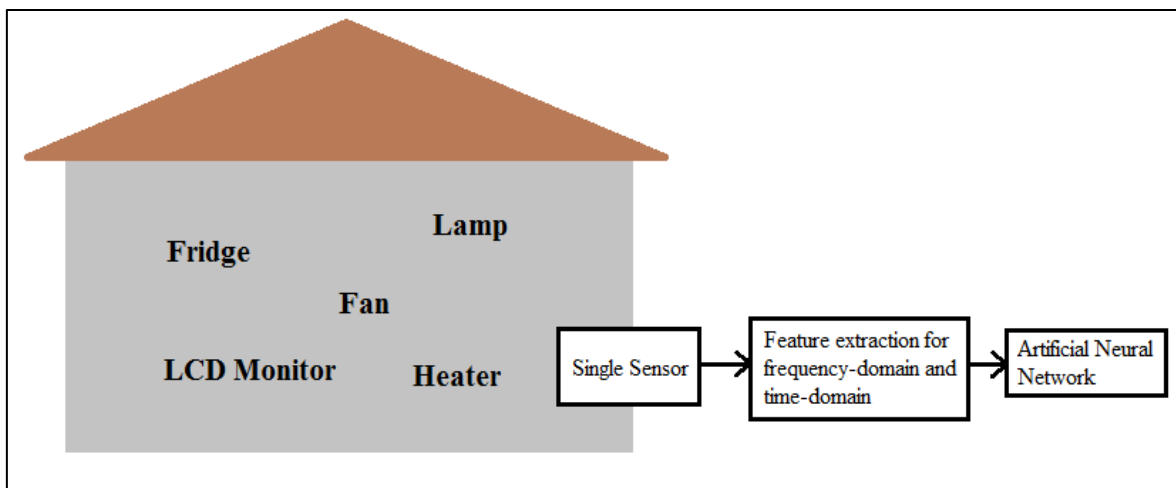 Lamp
Fridge
Fan
LCD Monitor
Heater
Single Sensor
Feature extraction for
frequency-domain and
time-domain
Artificial Neural
Network